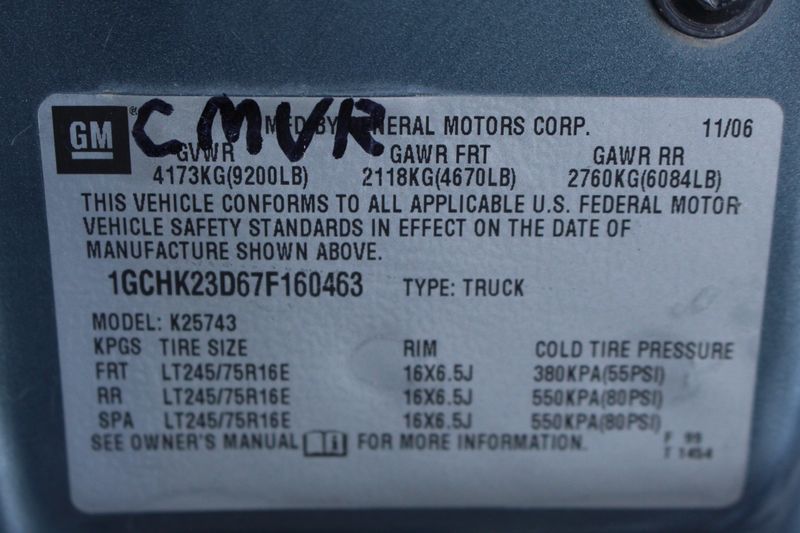 GM
®
CMVR
MFD BY GENERAL MOTORS CORP. 11/06
GVWR GAWR FRT GAWR RR
4173KG(9200LB) 2118KG(4670LB) 2760KG(6084LB)
THIS VEHICLE CONFORMS TO ALL APPLICABLE U.S. FEDERAL MOTOR
VEHICLE SAFETY STANDARDS IN EFFECT ON THE DATE OF
MANUFACTURE SHOWN ABOVE.
1GCHK23D67F160463 TYPE: TRUCK
MODEL: K25743
KPGS TIRE SIZE RIM COLD TIRE PRESSURE
FRT LT245/75R16E 16X6.5J 380KPA(55PSI)
RR LT245/75R16E 16X6.5J 550KPA(80PSI)
SPA LT245/75R16E 16X6.5J 550KPA(80PSI)
SEE OWNER'S MANUAL FOR MORE INFORMATION.
F 99
T 1454